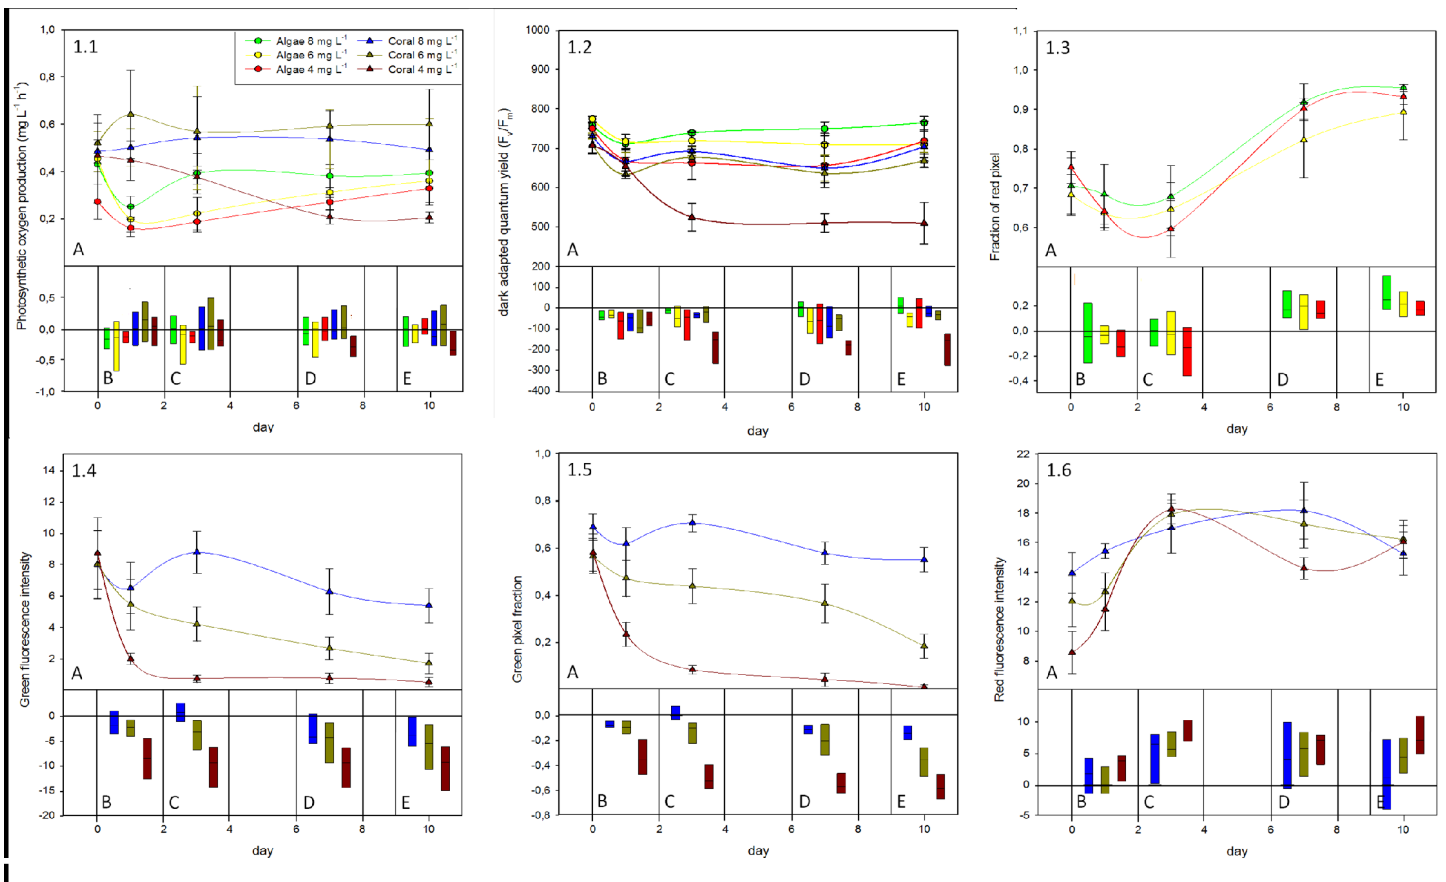 1.1
Algae 8 mg L⁻¹ Coral 8 mg L⁻¹
Algae 6 mg L⁻¹ Coral 6 mg L⁻¹
Algae 4 mg L⁻¹ Coral 4 mg L⁻¹
Photosynthetic oxygen production (mg L⁻¹ h⁻¹)
1,0
0,8
0,6
0,4
0,2
A
0,5
0,0
-0,5
-1,0
B C D E
0 2 4 6 8 10
day
1.2
dark adapted quantum yield (Fv/Fm)
1000
900
800
700
600
500
A
200
100
0
-100
-200
-300
-400
B C D E
0 2 4 6 8 10
day
1.3
Fraction of red pixel
1,1
1,0
0,9
0,8
0,7
0,6
A
0,2
0,0
-0,2
-0,4
B C D E
0 2 4 6 8 10
day
1.4
Green fluorescence intensity
14
12
10
8
6
4
2
A
0
-5
-10
-15
-20
B C D E
0 2 4 6 8 10
day
1.5
Green pixel fraction
1,0
0,8
0,6
0,4
0,2
A
0,0
-0,2
-0,4
-0,6
-0,8
B C D E
0 2 4 6 8 10
day
1.6
Red fluorescence intensity
22
20
18
16
14
12
10
8
A
10
5
0
-5
B C D E
0 2 4 6 8 10
day